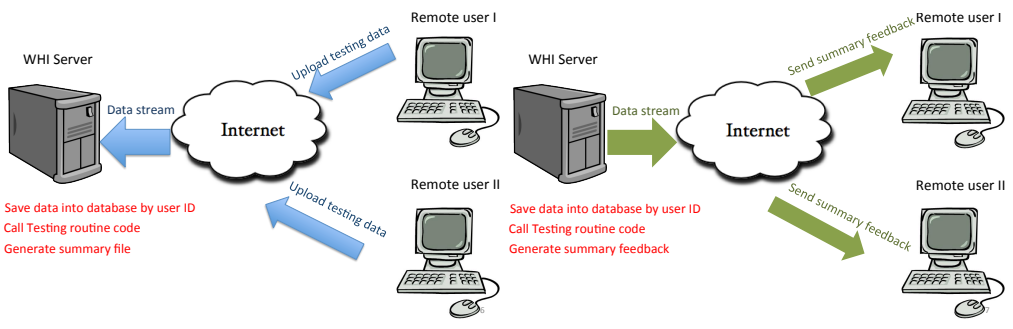 Remote user I
Upload testing data
WHI Server
Data stream
Internet
Upload testing data
Remote user II
Save data into database by user ID
Call Testing routine code
Generate summary file
6
Remote user I
Send summary feedback
WHI Server
Data stream
Internet
Send summary feedback
Remote user II
Save data into database by user ID
Call Testing routine code
Generate summary feedback
7